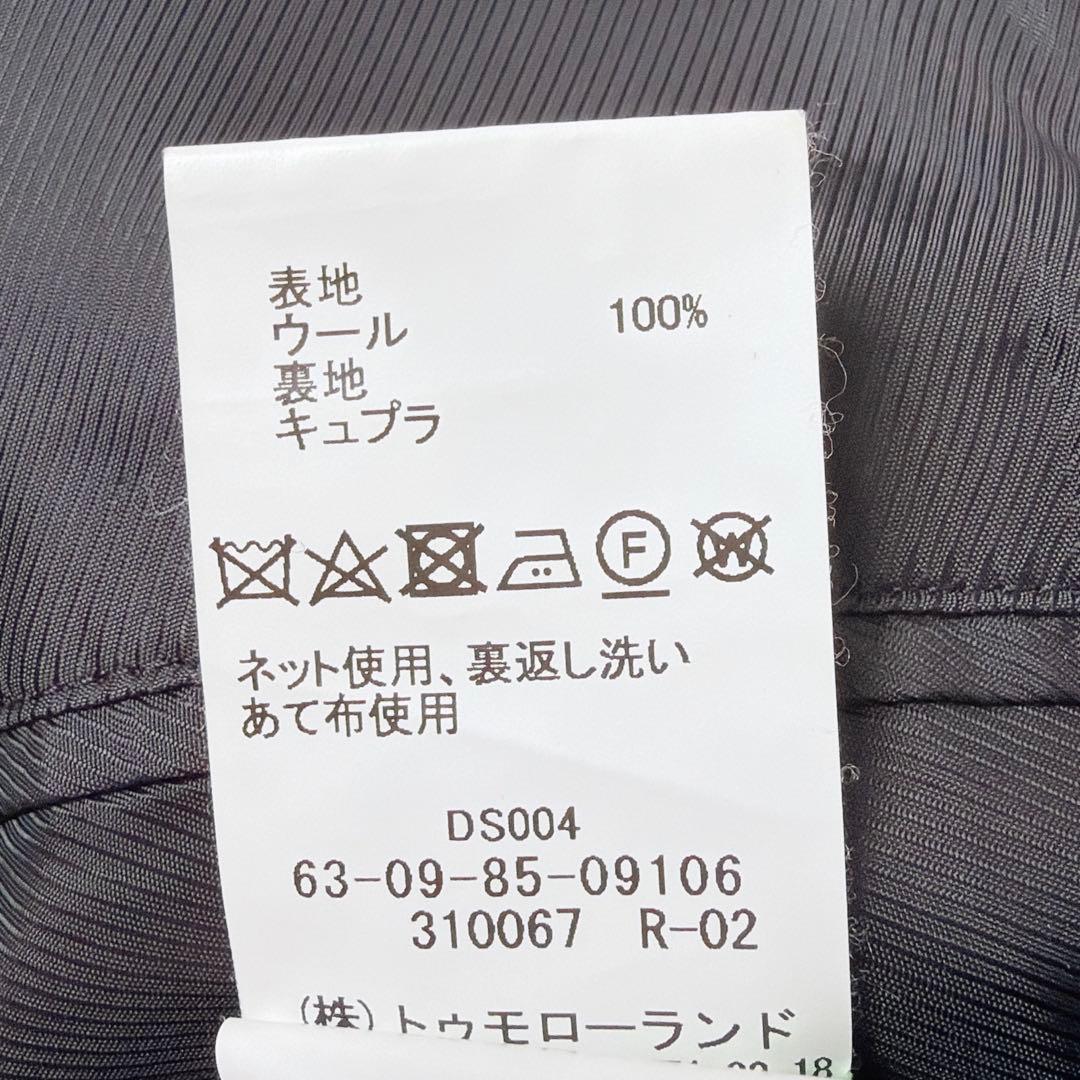 表地
ウール 100%
裏地
キュプラ
F
W
ネット使用、裏返し洗い
あて布使用
DS004
63-09-85-09106
310067 R-02
(株)トゥモローランド
18